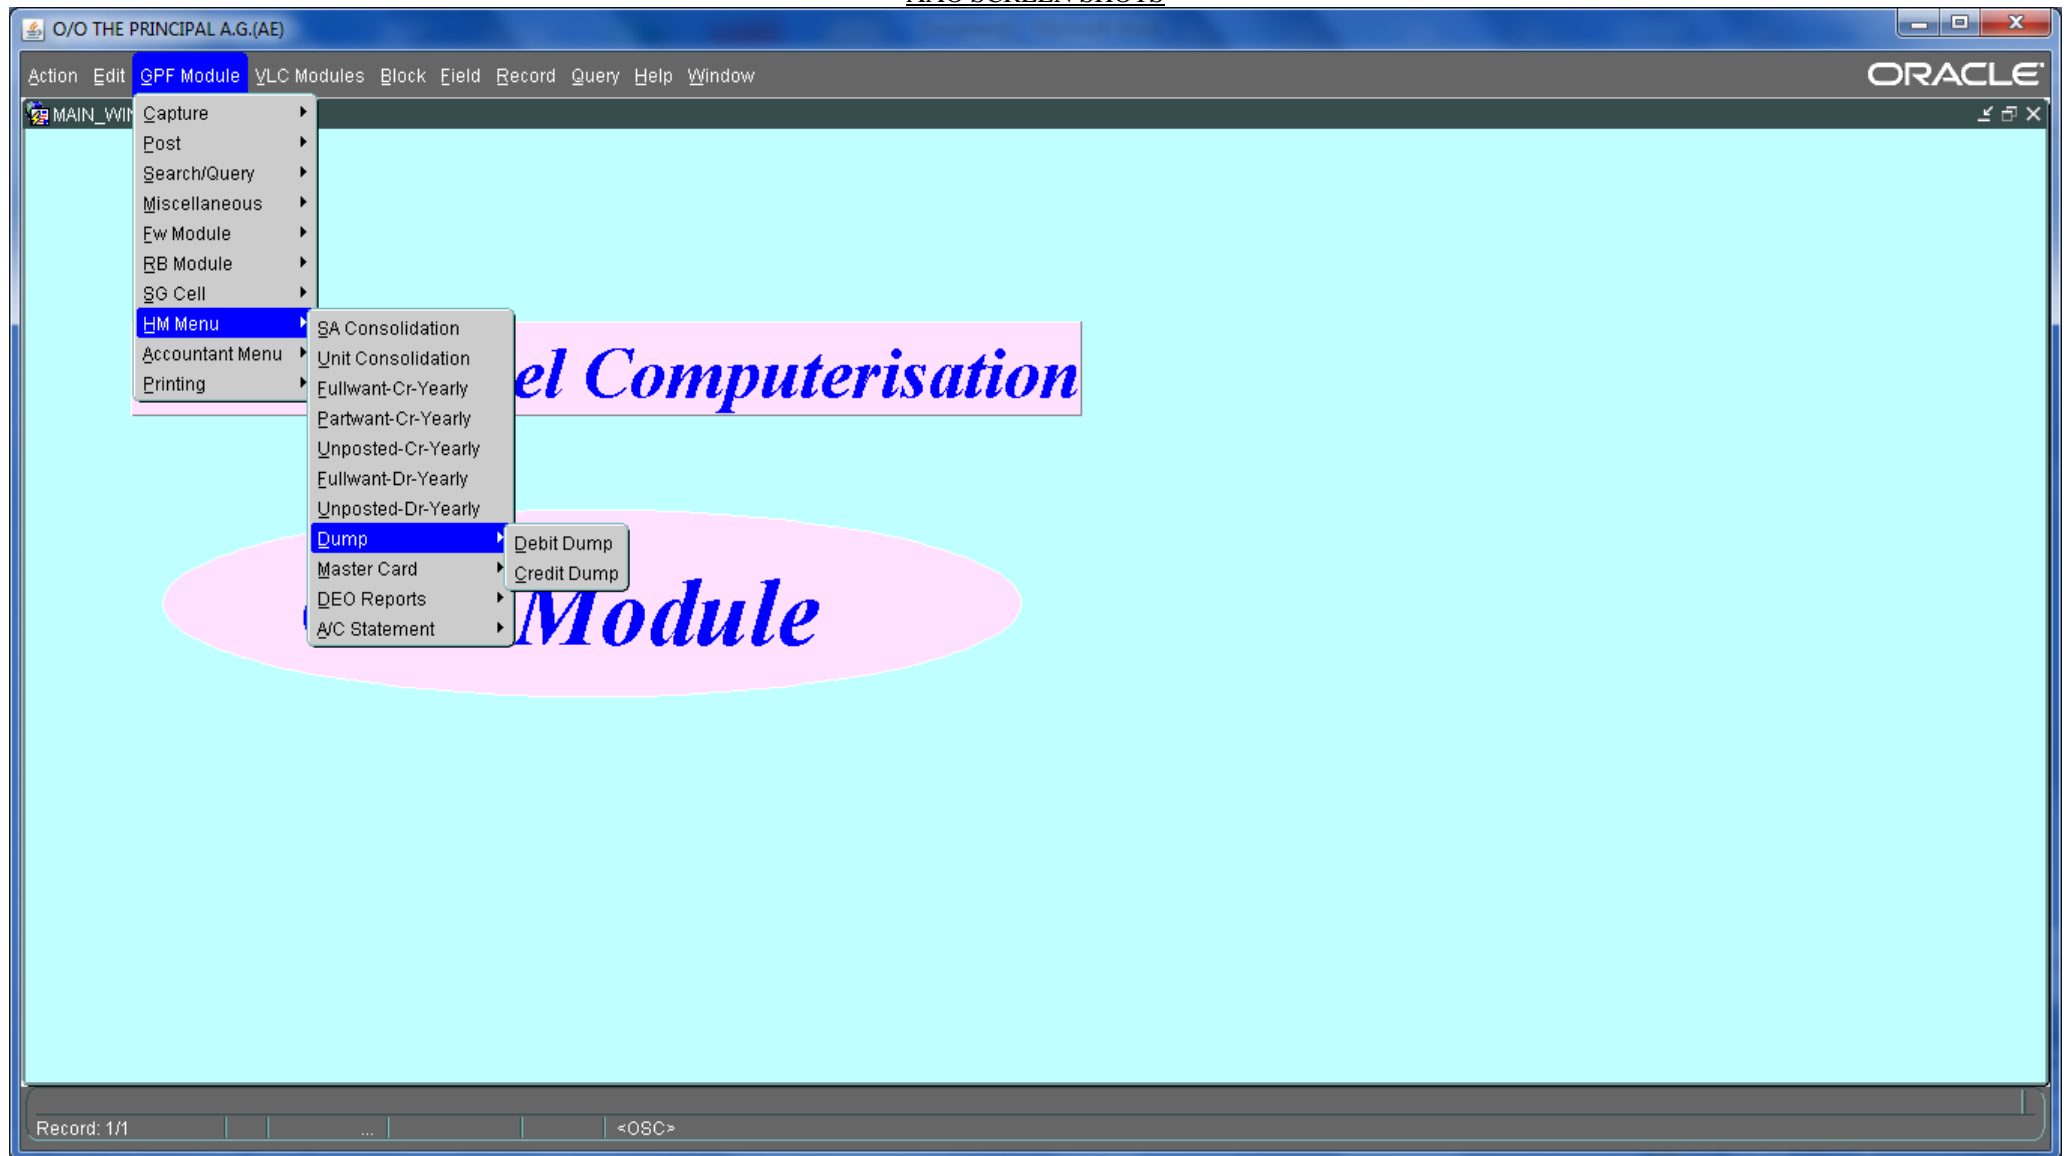 O/O THE PRINCIPAL A.G.(AE)
Action Edit GPF Module VLC Modules Block Field Record Query Help Window
ORACLE
MAIN_WIN
Capture
Post
Search/Query
Miscellaneous
Fw Module
RB Module
SG Cell
HM Menu
Accountant Menu
Printing
SA Consolidation
Unit Consolidation
Fullwant-Cr-Yearly
Partwant-Cr-Yearly
Unposted-Cr-Yearly
Fullwant-Dr-Yearly
Unposted-Dr-Yearly
Dump
Master Card
DEO Reports
A/C Statement
Debit Dump
Credit Dump
el Computerisation
Module
Record: 1/1
...
<OSC>